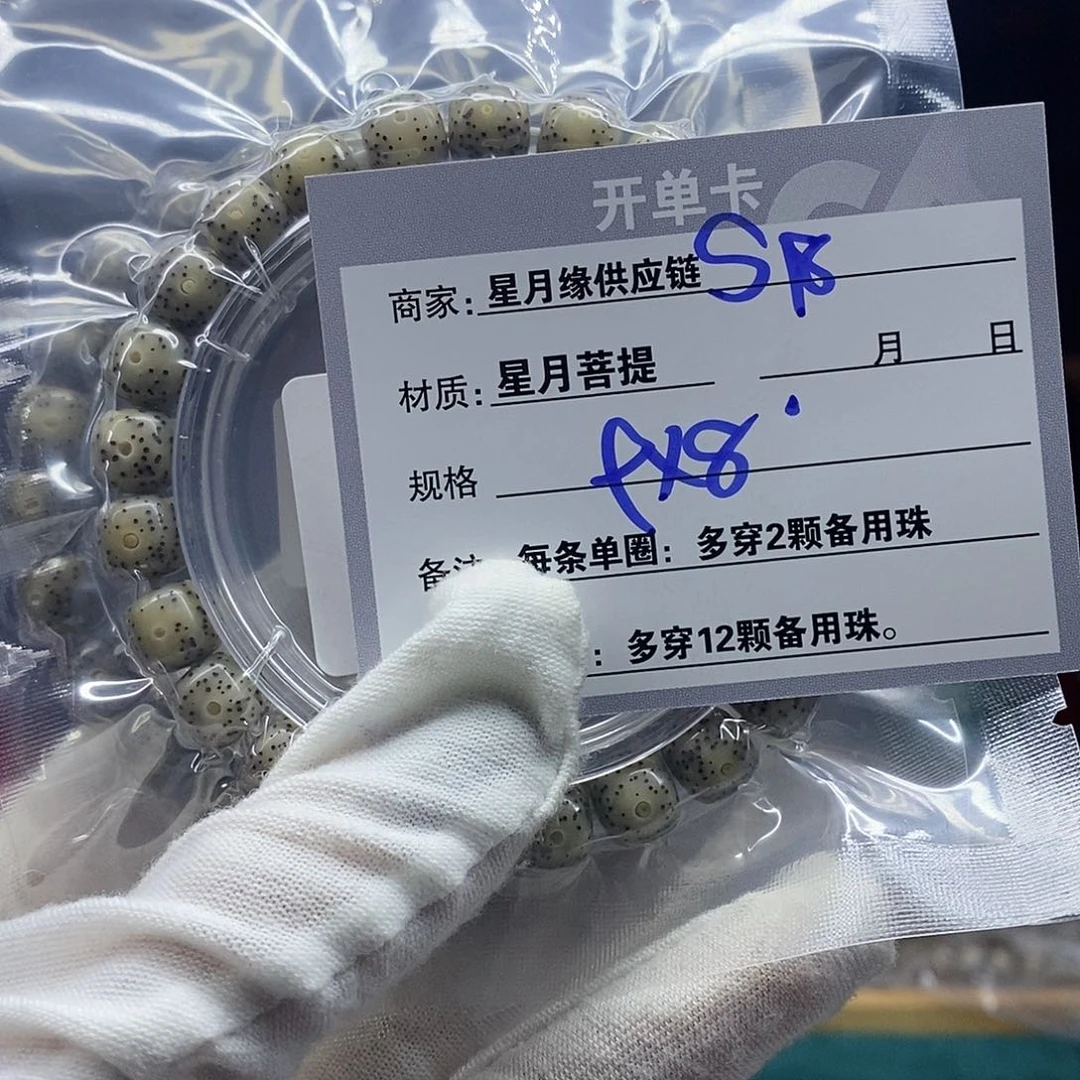 开单卡
商家：星月缘供应链
材质：星月菩提 月 日
规格
备注 每条单圈：多穿2颗备用珠
：多穿12颗备用珠。